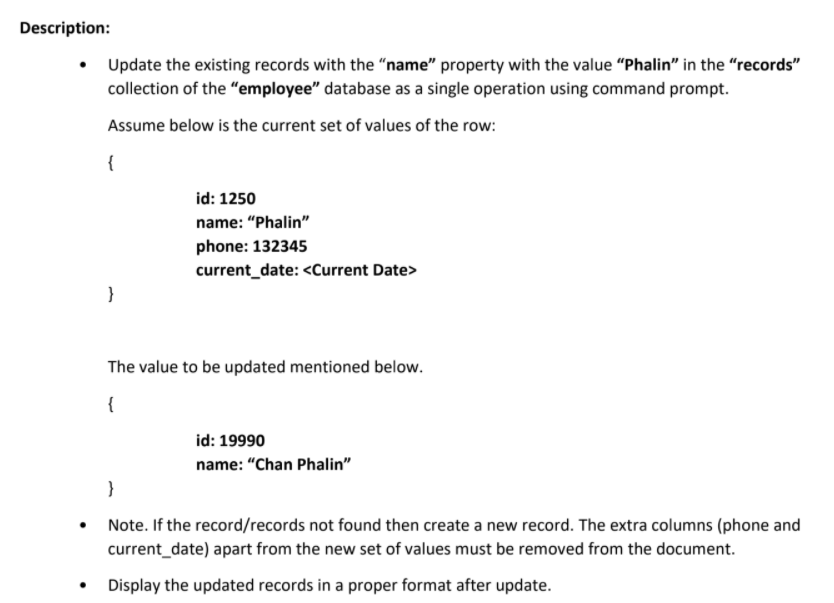 Description:
• Update the existing records with the “name” property with the value “Phalin” in the “records”
collection of the “employee” database as a single operation using command prompt.
Assume below is the current set of values of the row:
{
id: 1250
name: “Phalin”
phone: 132345
current_date: <Current Date>
}
The value to be updated mentioned below.
{
id: 19990
name: “Chan Phalin”
}
• Note. If the record/records not found then create a new record. The extra columns (phone and
current_date) apart from the new set of values must be removed from the document.
• Display the updated records in a proper format after update.